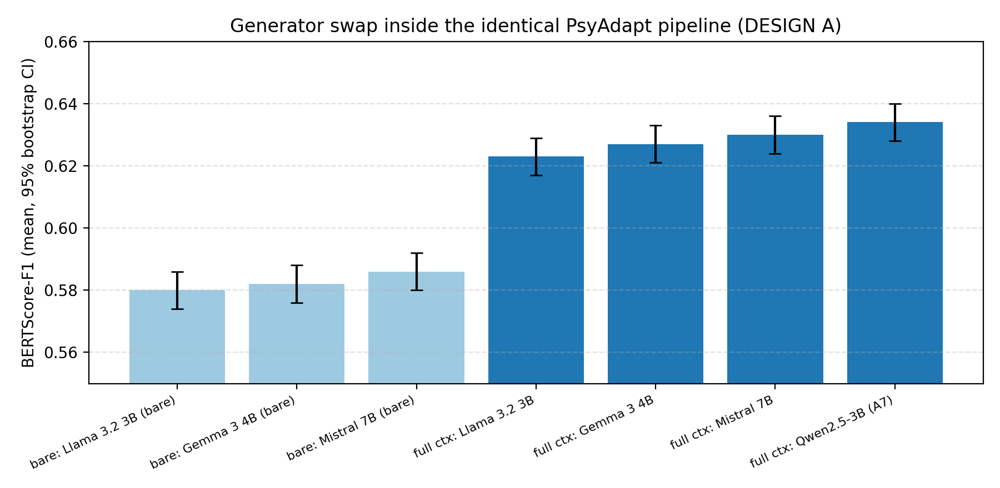 Generator swap inside the identical PsyAdapt pipeline (DESIGN A)
BERTScore-F1 (mean, 95% bootstrap CI)
0.66
0.64
0.62
0.60
0.58
0.56
bare: Llama 3.2 3B (bare)
bare: Gemma 3 4B (bare)
bare: Mistral 7B (bare)
full ctx: Llama 3.2 3B
full ctx: Gemma 3 4B
full ctx: Mistral 7B
full ctx: Qwen2.5-3B (A7)